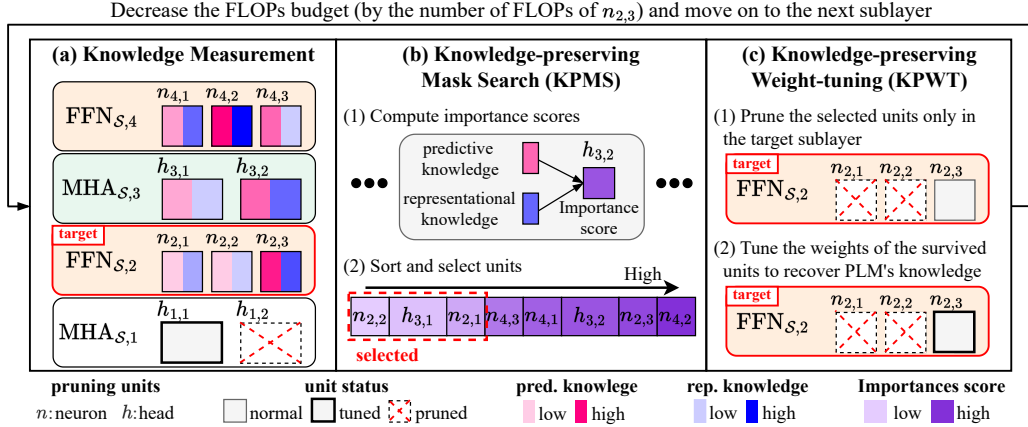 Decrease the FLOPs budget (by the number of FLOPs of n2,3) and move on to the next sublayer
(a) Knowledge Measurement
n4,1 n4,2 n4,3
FFN𝒮,4
h3,1 h3,2
MHA𝒮,3
target
n2,1 n2,2 n2,3
FFN𝒮,2
h1,1 h1,2
MHA𝒮,1
(b) Knowledge-preserving
Mask Search (KPMS)
(1) Compute importance scores
predictive
knowledge
h3,2
representational
knowledge
Importance
score
(2) Sort and select units
High
n2,2 h3,1 n2,1 n4,3 n4,1 h3,2 n2,3 n4,2
selected
(c) Knowledge-preserving
Weight-tuning (KPWT)
(1) Prune the selected units only in
the target sublayer
target
n2,1 n2,2 n2,3
FFN𝒮,2
(2) Tune the weights of the survived
units to recover PLM's knowledge
target
n2,1 n2,2 n2,3
FFN𝒮,2
pruning units unit status pred. knowlege rep. knowledge Importances score
n:neuron h:head normal tuned pruned low high low high low high